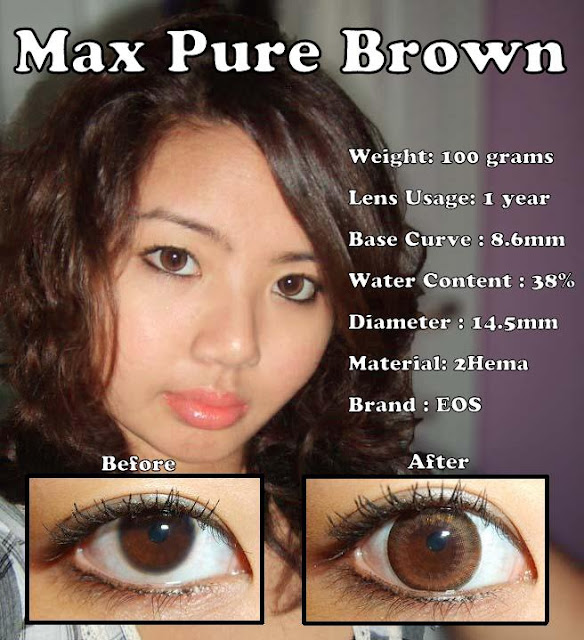 Max Pure Brown
Weight: 100 grams
Lens Usage: 1 year
Base Curve : 8.6mm
Water Content : 38%
Diameter : 14.5mm
Material: 2Hema
Brand : EOS
Before
After